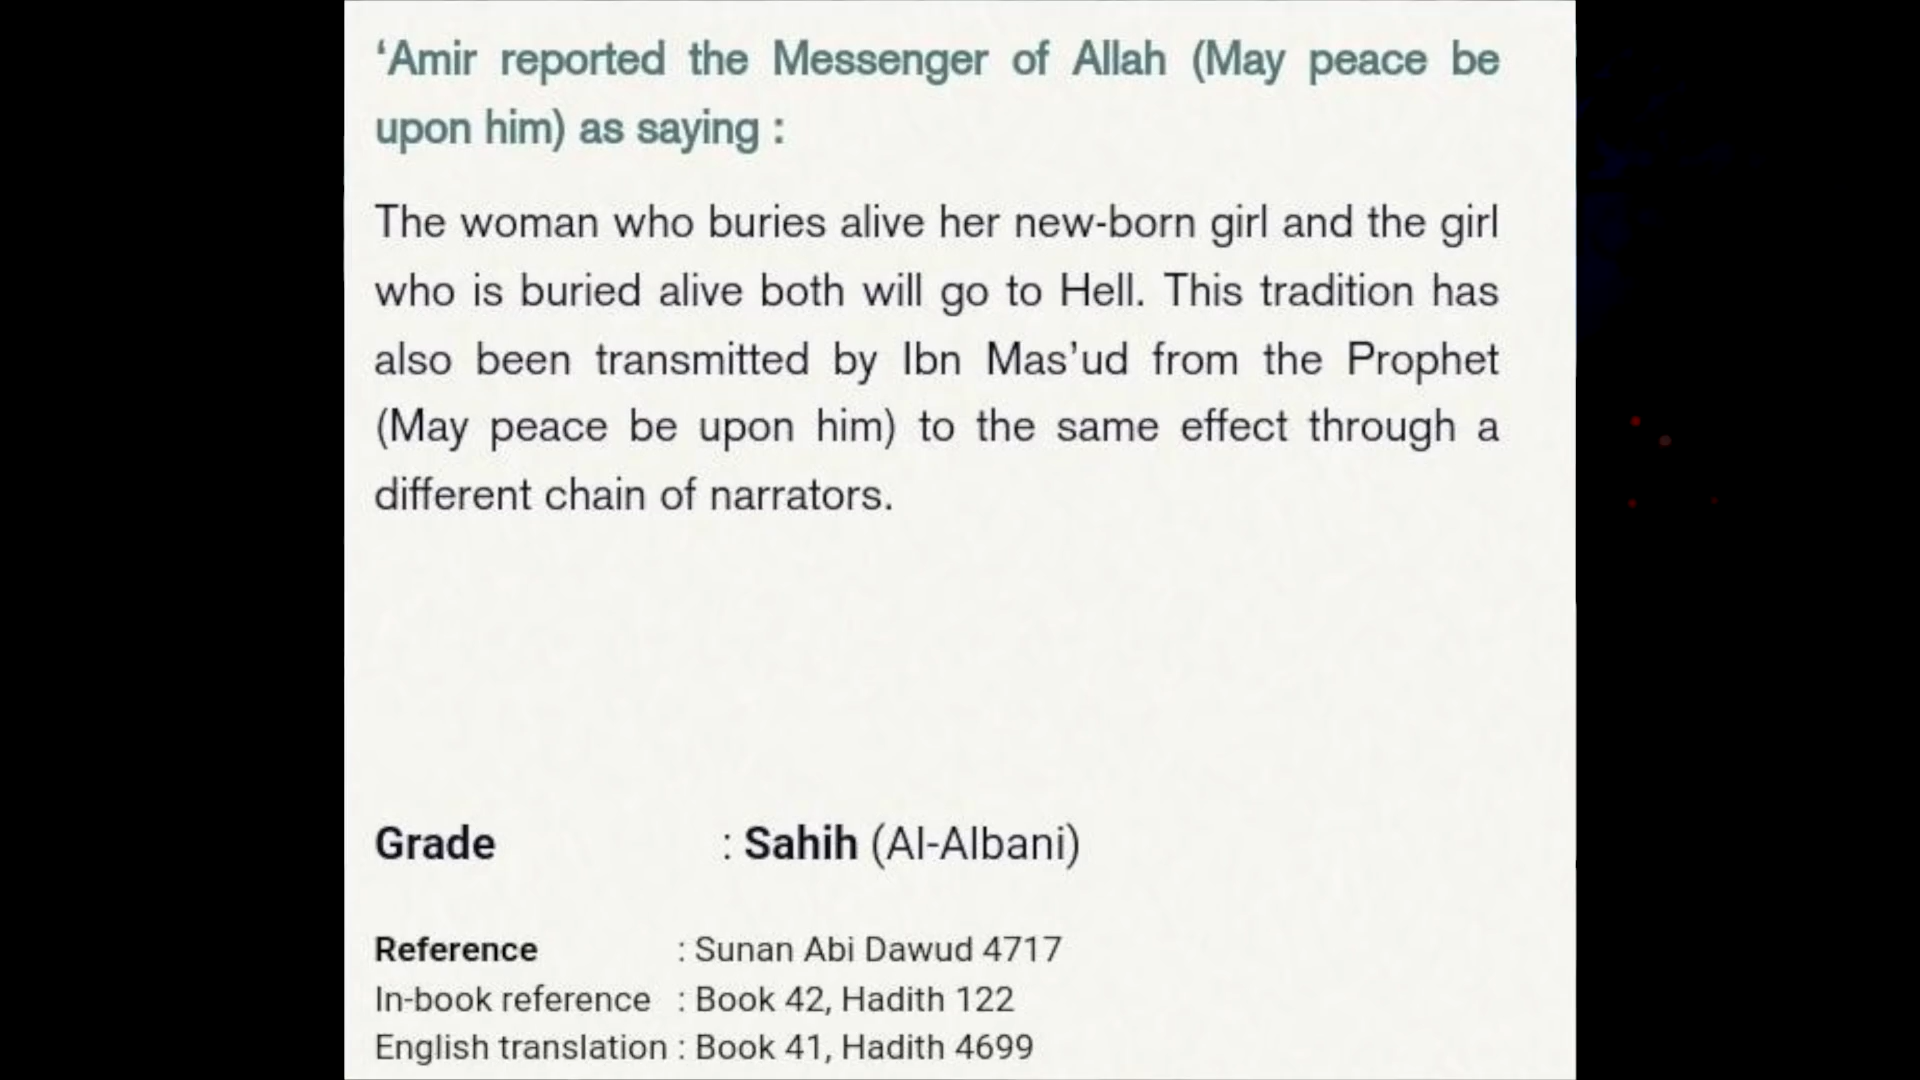 ‘Amir reported the Messenger of Allah (May peace be
upon him) as saying :
The woman who buries alive her new-born girl and the girl
who is buried alive both will go to Hell. This tradition has
also been transmitted by Ibn Mas’ud from the Prophet
(May peace be upon him) to the same effect through a
different chain of narrators.
Grade : Sahih (Al-Albani)
Reference : Sunan Abi Dawud 4717
In-book reference : Book 42, Hadith 122
English translation : Book 41, Hadith 4699